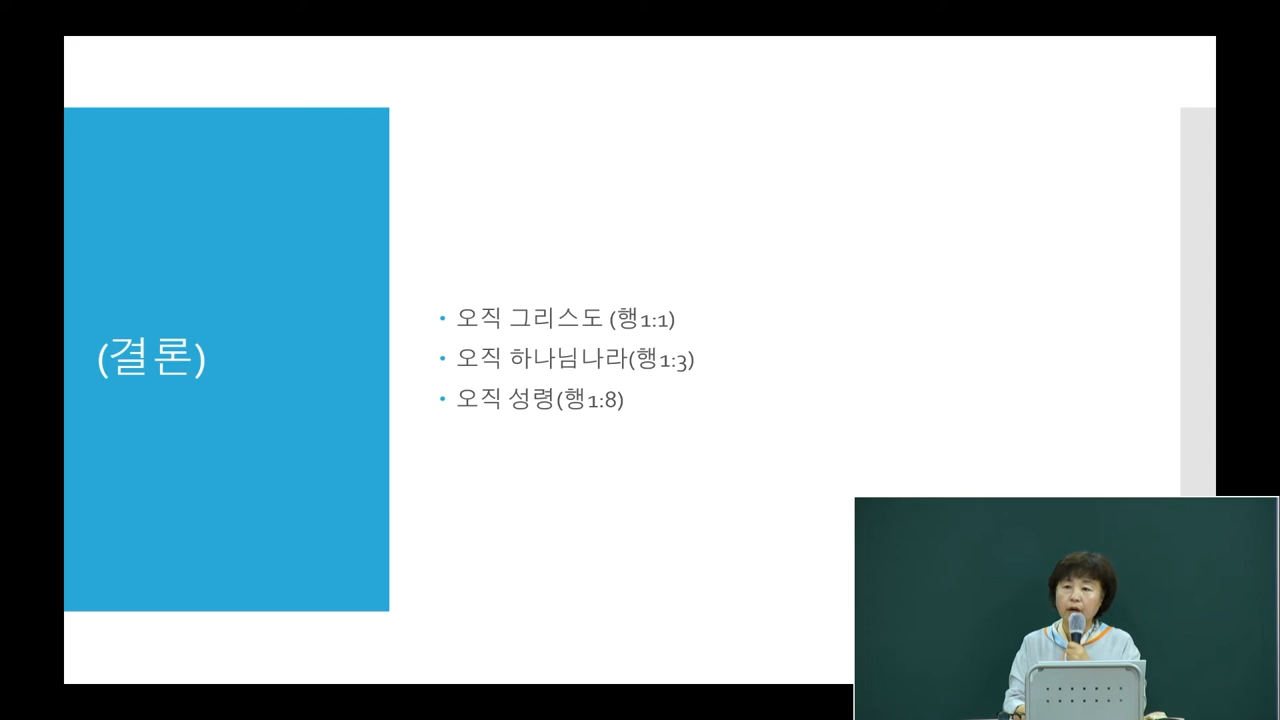 (결론)
• 오직 그리스도 (행1:1)
• 오직 하나님나라(행1:3)
• 오직 성령(행1:8)